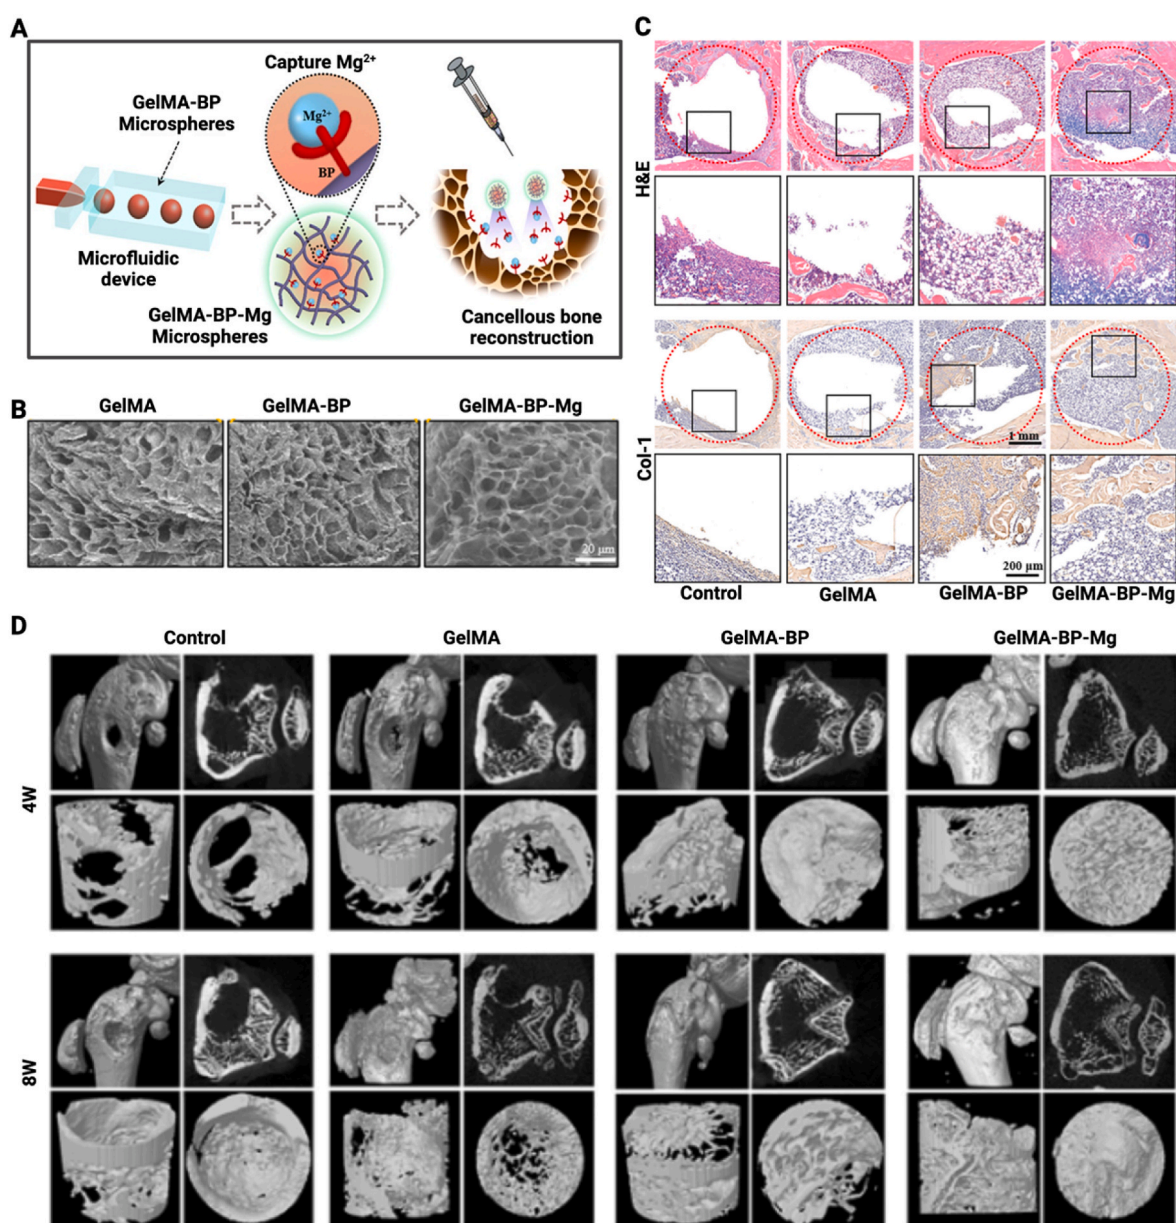 A
GelMA-BP
Microspheres
Microfluidic
device
Capture Mg²⁺
Mg²⁺
BP
GelMA-BP-Mg
Microspheres
Cancellous bone
reconstruction
B
GelMA
GelMA-BP
GelMA-BP-Mg
20 µm
C
H&E
Col-1
1 mm
200 µm
Control
GelMA
GelMA-BP
GelMA-BP-Mg
D
Control
GelMA
GelMA-BP
GelMA-BP-Mg
4W
8W